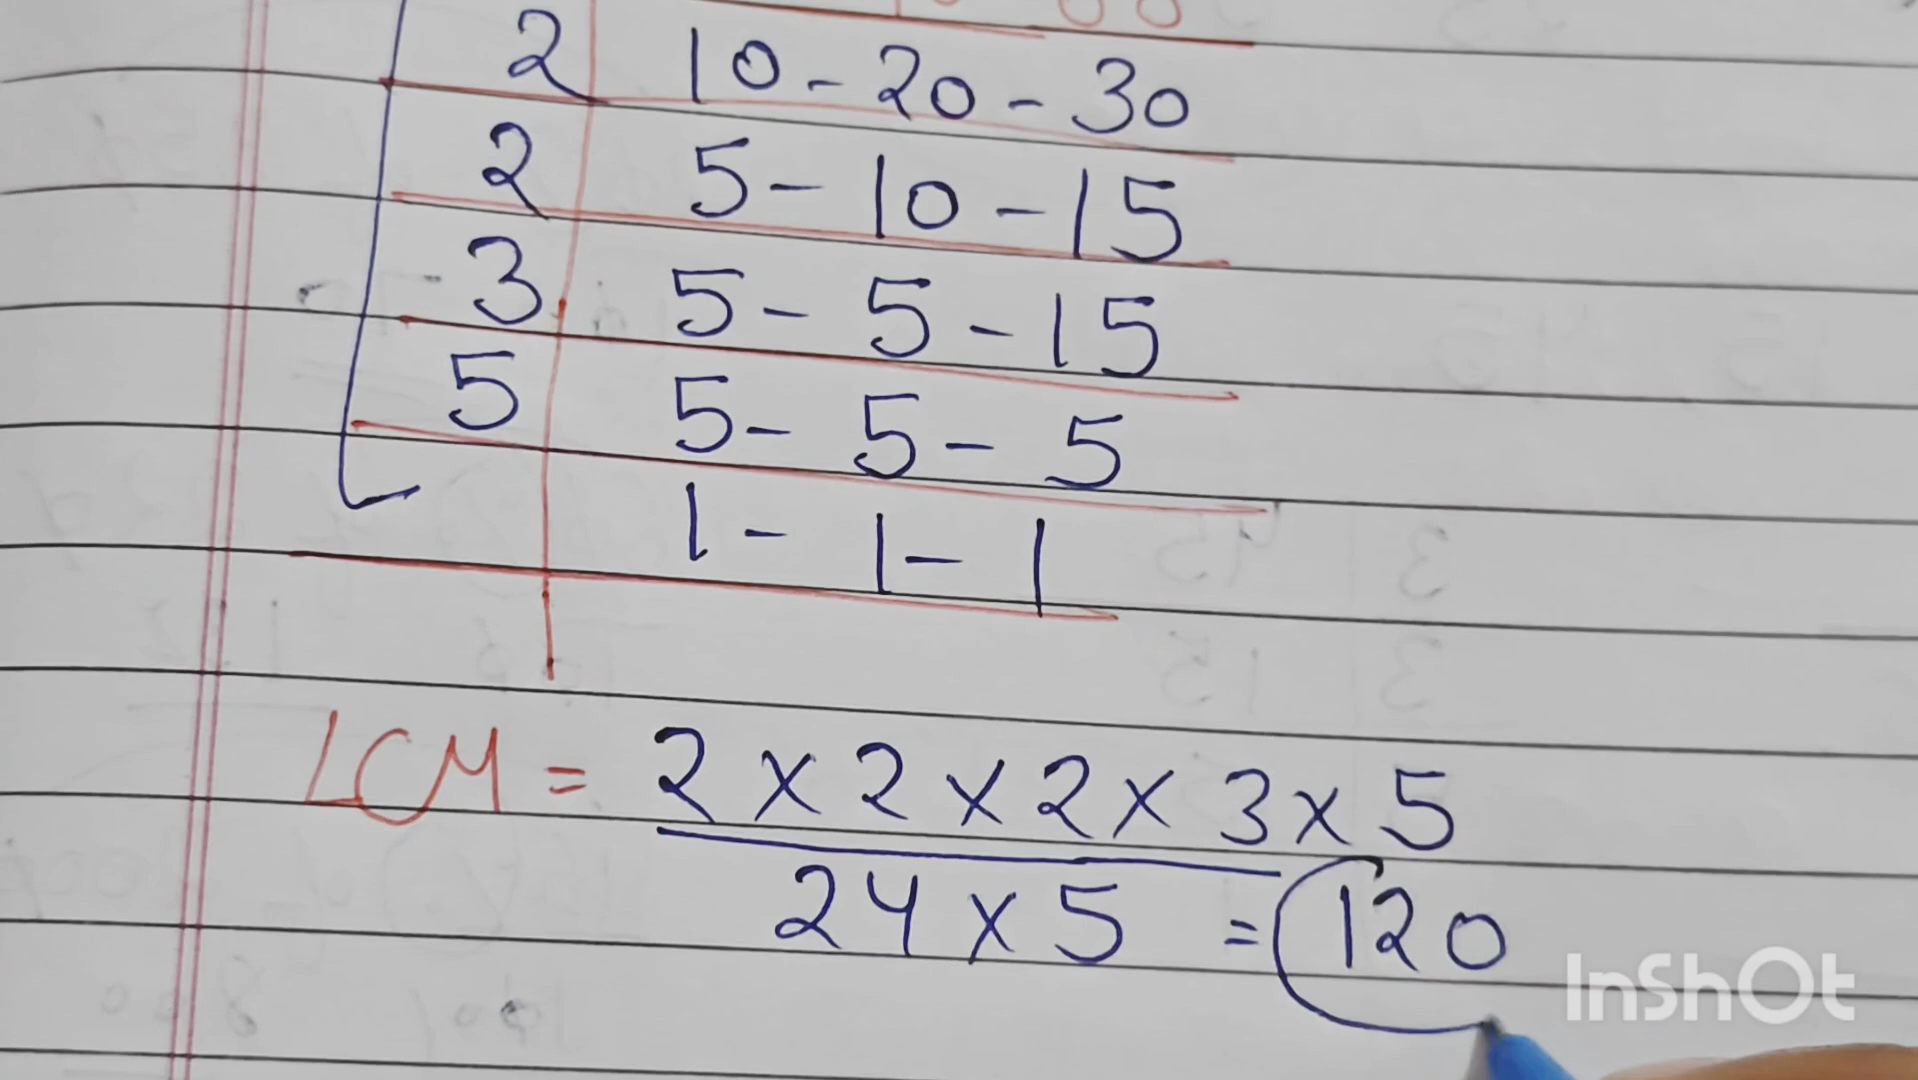 2 10 - 20 - 30
2 5 - 10 - 15
3 5 - 5 - 15
5 5 - 5 - 5
1 - 1 - 1
LCM = 2 x 2 x 2 x 3 x 5
24 x 5 = 120
InShOt